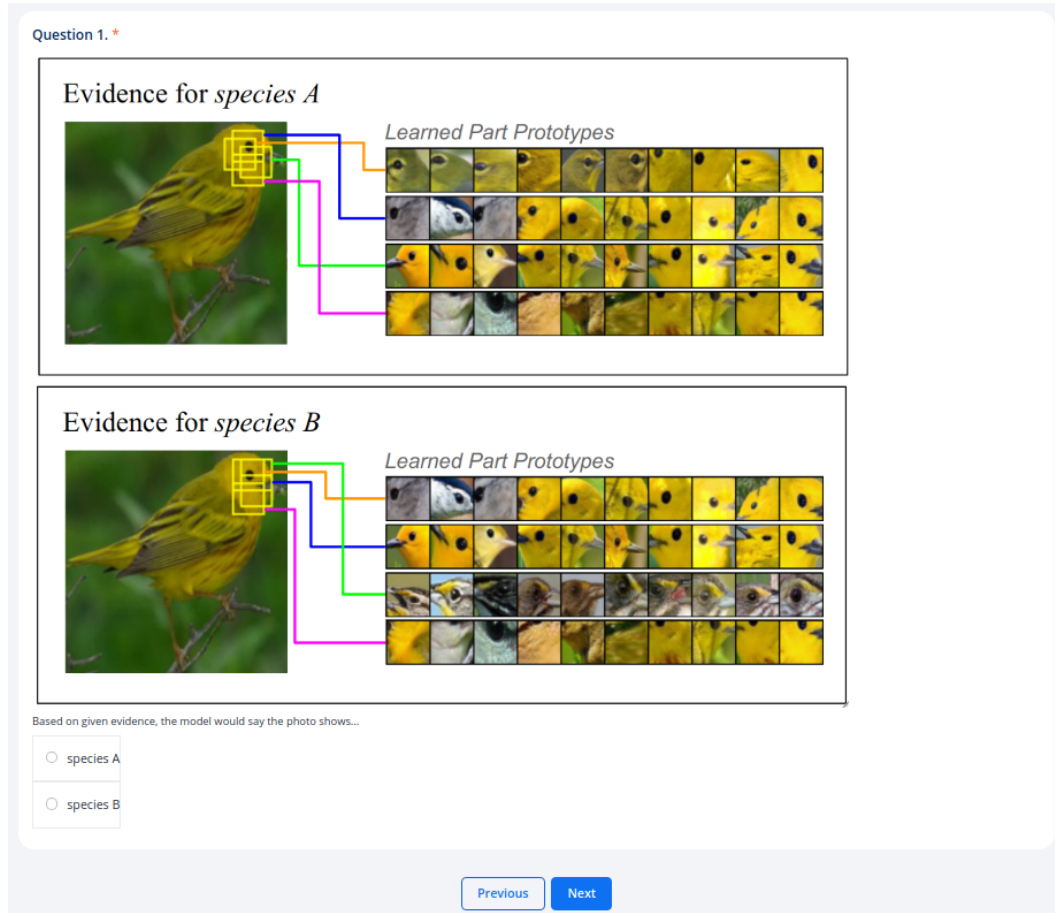 Question 1. *
Evidence for species A
Learned Part Prototypes
Evidence for species B
Learned Part Prototypes
Based on given evidence, the model would say the photo shows...
species A
species B
Previous
Next